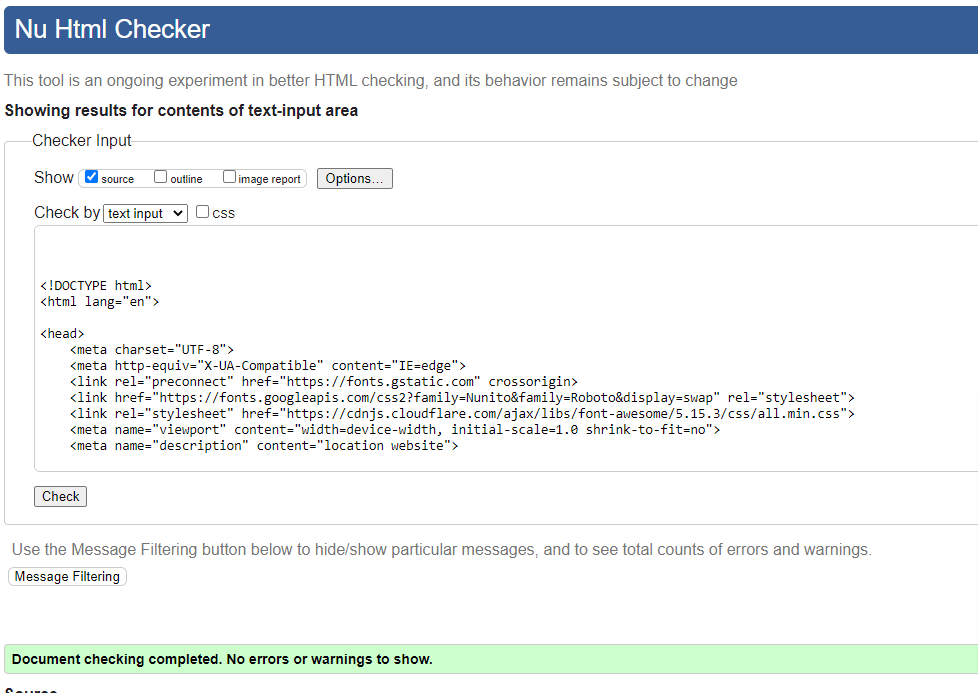 Nu Html Checker
This tool is an ongoing experiment in better HTML checking, and its behavior remains subject to change
Showing results for contents of text-input area
Checker Input
Show source outline image report Options...
Check by text input css
<!DOCTYPE html>
<html lang="en">
<head>
<meta charset="UTF-8">
<meta http-equiv="X-UA-Compatible" content="IE=edge">
<link rel="preconnect" href="https://fonts.gstatic.com" crossorigin>
<link href="https://fonts.googleapis.com/css2?family=Nunito&family=Roboto&display=swap" rel="stylesheet">
<link rel="stylesheet" href="https://cdnjs.cloudflare.com/ajax/libs/font-awesome/5.15.3/css/all.min.css">
<meta name="viewport" content="width=device-width, initial-scale=1.0 shrink-to-fit=no">
<meta name="description" content="location website">
Check
Use the Message Filtering button below to hide/show particular messages, and to see total counts of errors and warnings.
Message Filtering
Document checking completed. No errors or warnings to show.
Source